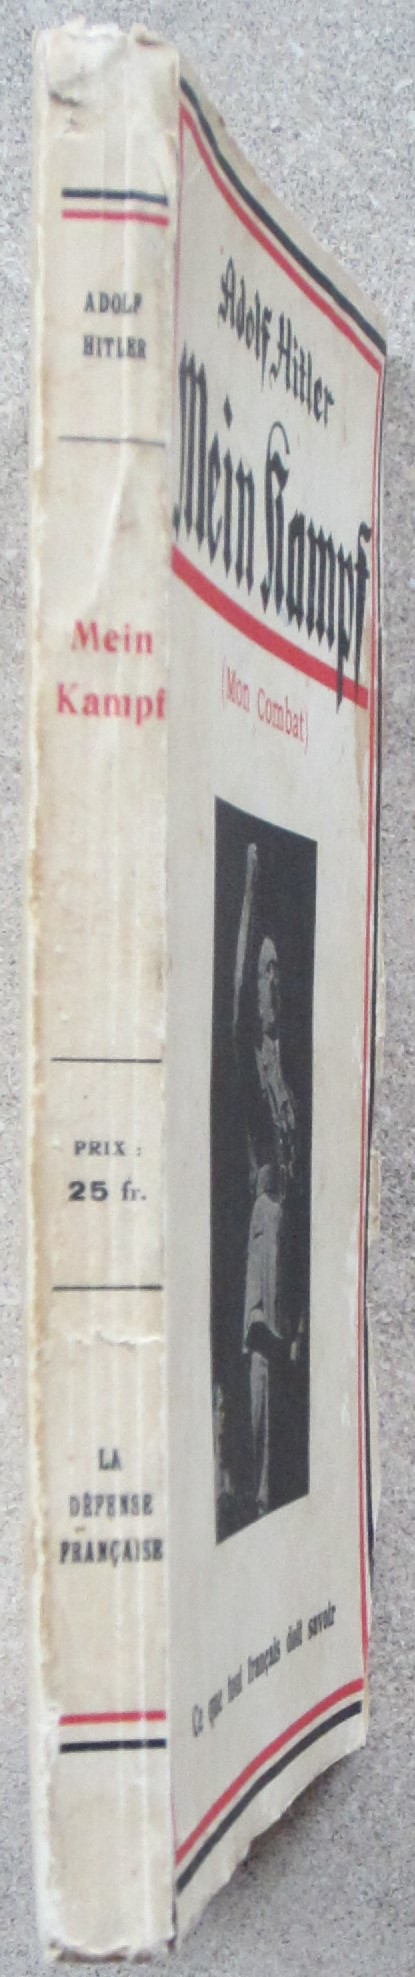 ADOLF
HITLER
Mein
Kampf
PRIX :
25 fr.
LA
DÉFENSE
FRANÇAISE
Adolf Hitler
Mein Kampf
(Mon Combat)
Ce que tout français doit savoir